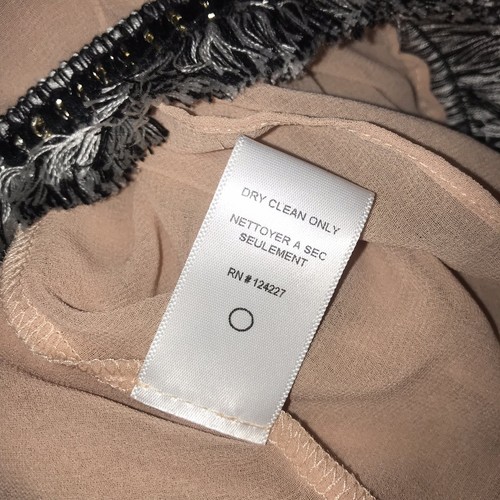 DRY CLEAN ONLY
NETTOYER A SEC
SEULEMENT
RN # 124227